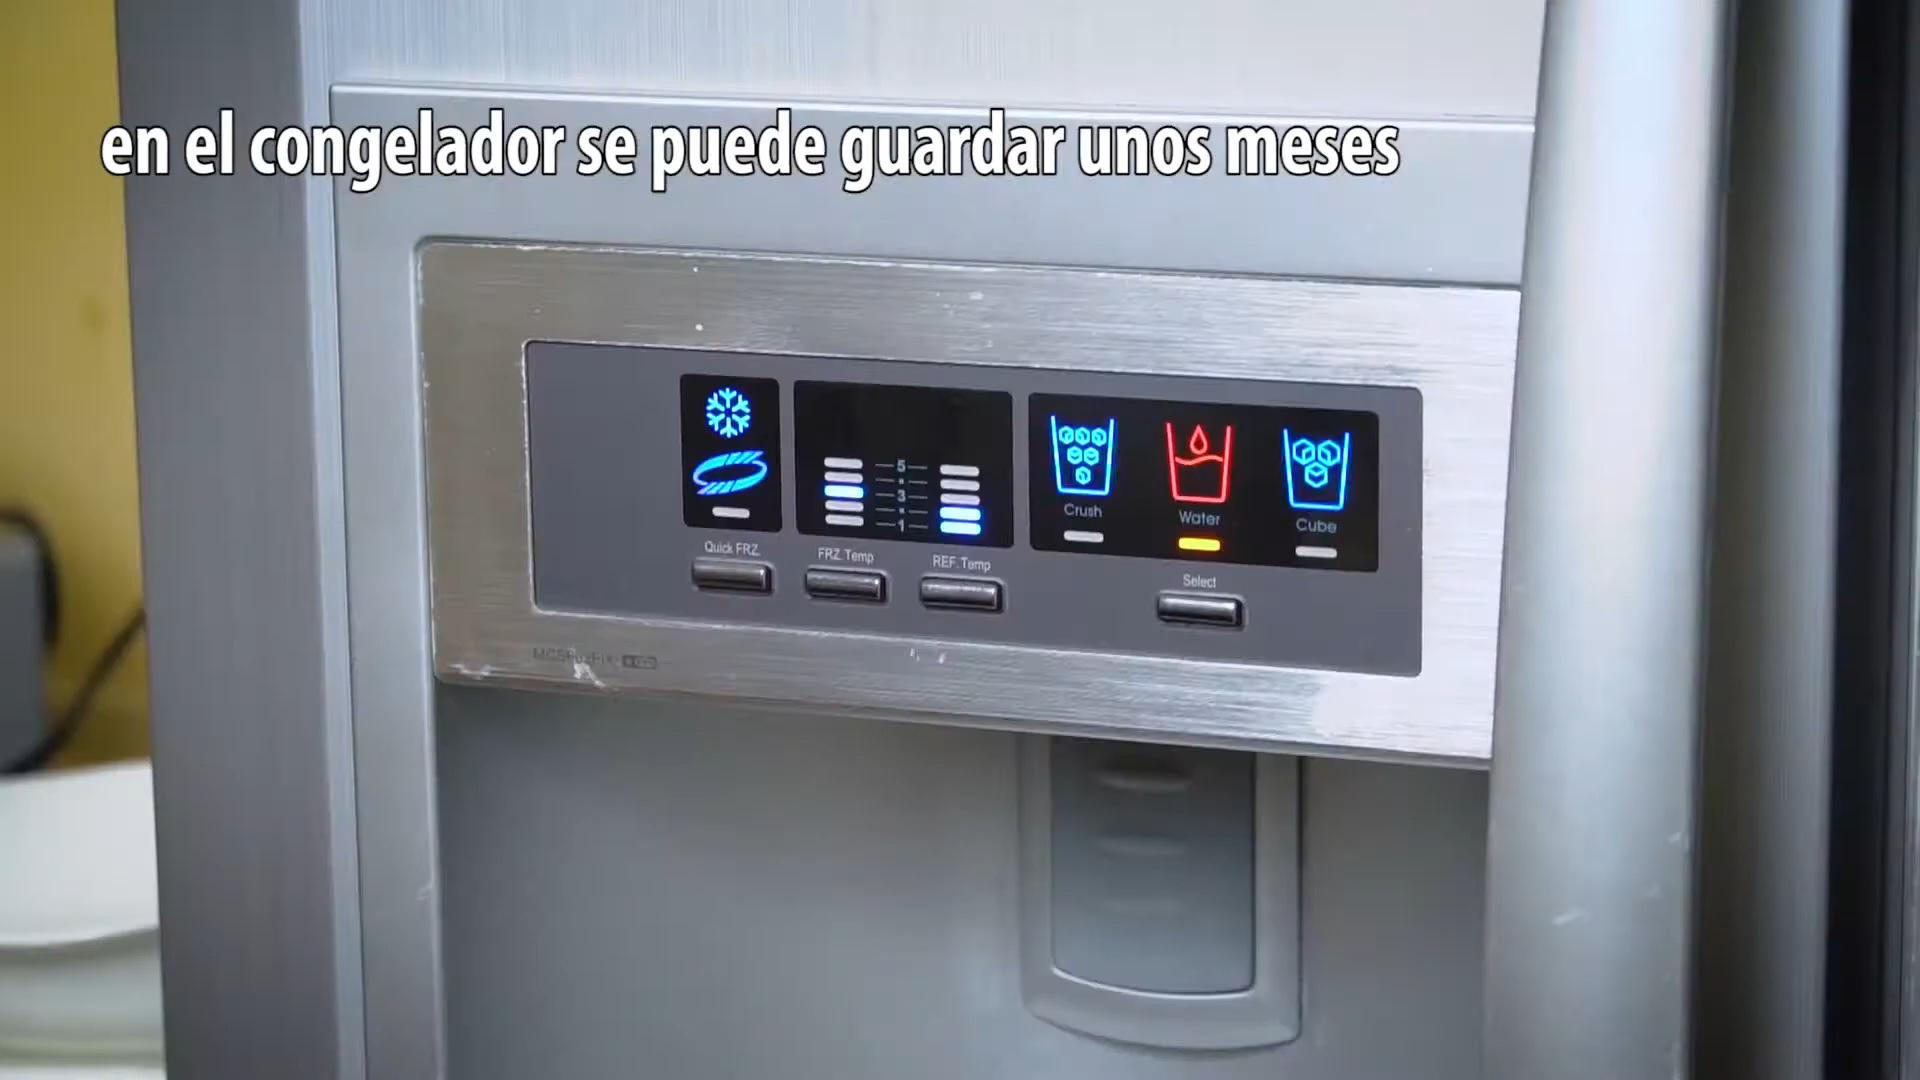 en el congelador se puede guardar unos meses
5
3
1
Crush
Water
Cube
Quick FRZ.
FRZ. Temp
REF. Temp
Select